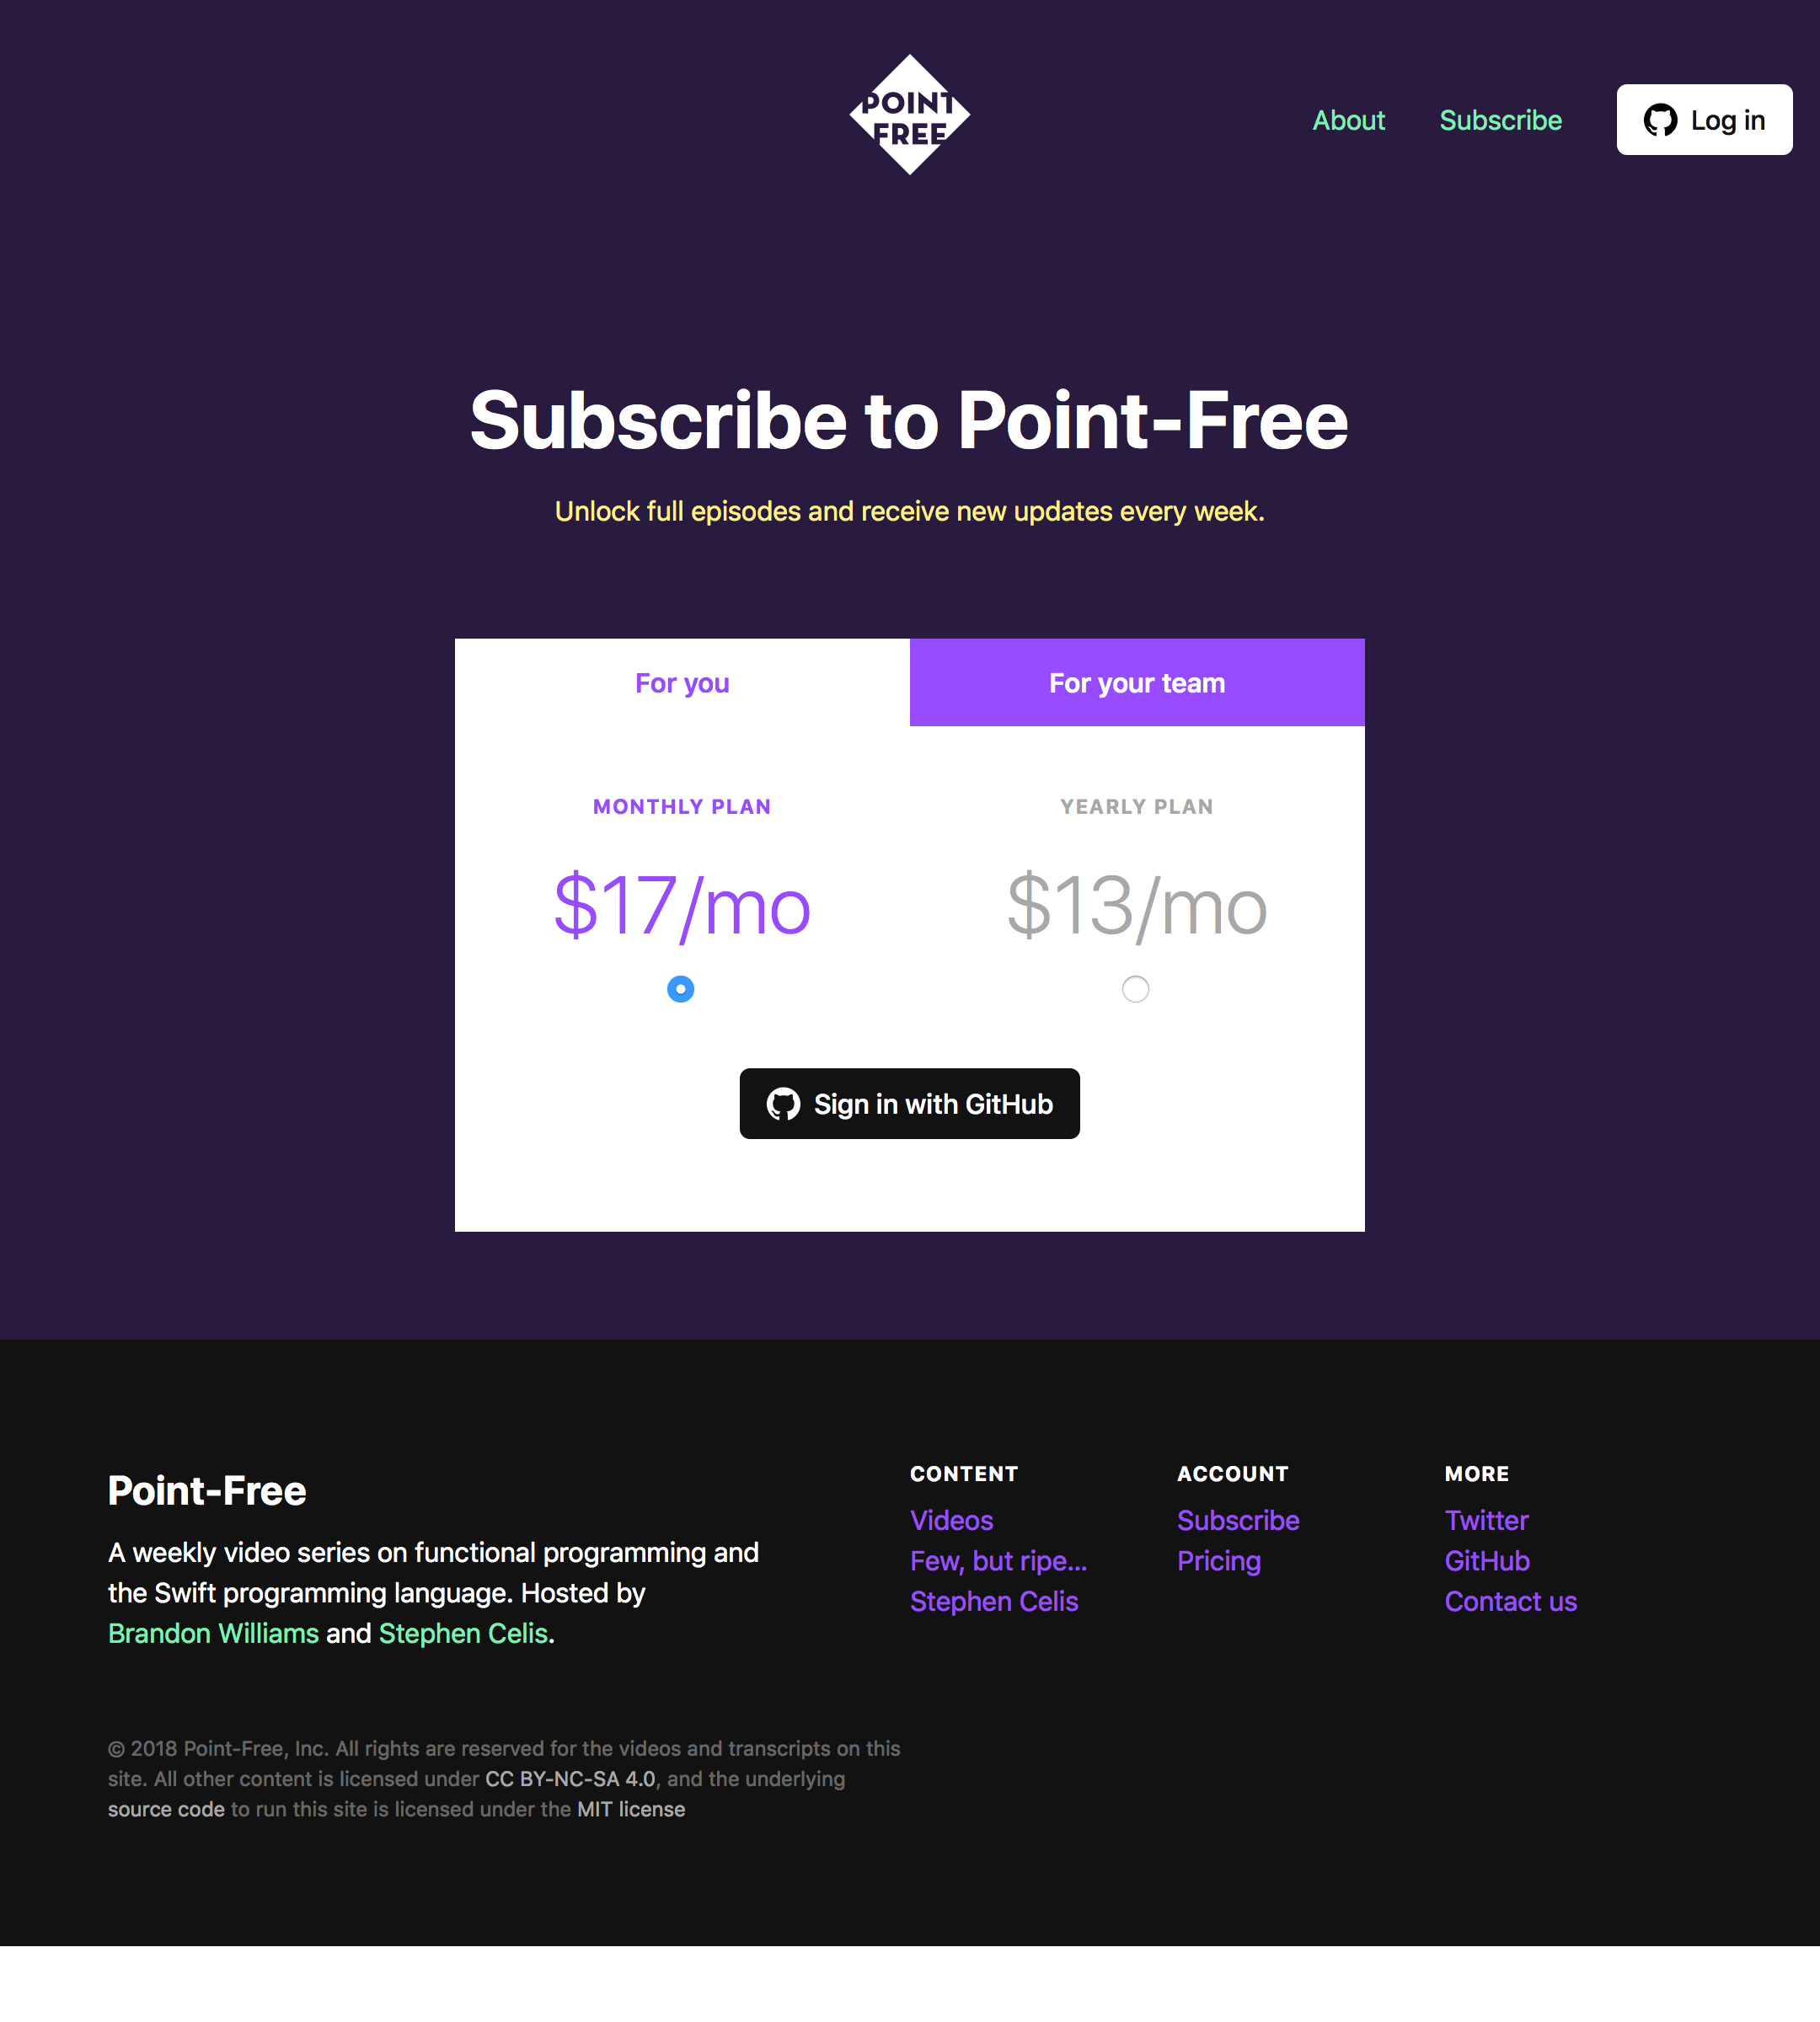 POINT
FREE
About
Subscribe
Log in
Subscribe to Point-Free
Unlock full episodes and receive new updates every week.
For you
For your team
MONTHLY PLAN
YEARLY PLAN
$17/mo
$13/mo
Sign in with GitHub
Point-Free
A weekly video series on functional programming and
the Swift programming language. Hosted by
Brandon Williams and Stephen Celis.
CONTENT
Videos
Few, but ripe...
Stephen Celis
ACCOUNT
Subscribe
Pricing
MORE
Twitter
GitHub
Contact us
© 2018 Point-Free, Inc. All rights are reserved for the videos and transcripts on this
site. All other content is licensed under CC BY-NC-SA 4.0, and the underlying
source code to run this site is licensed under the MIT license